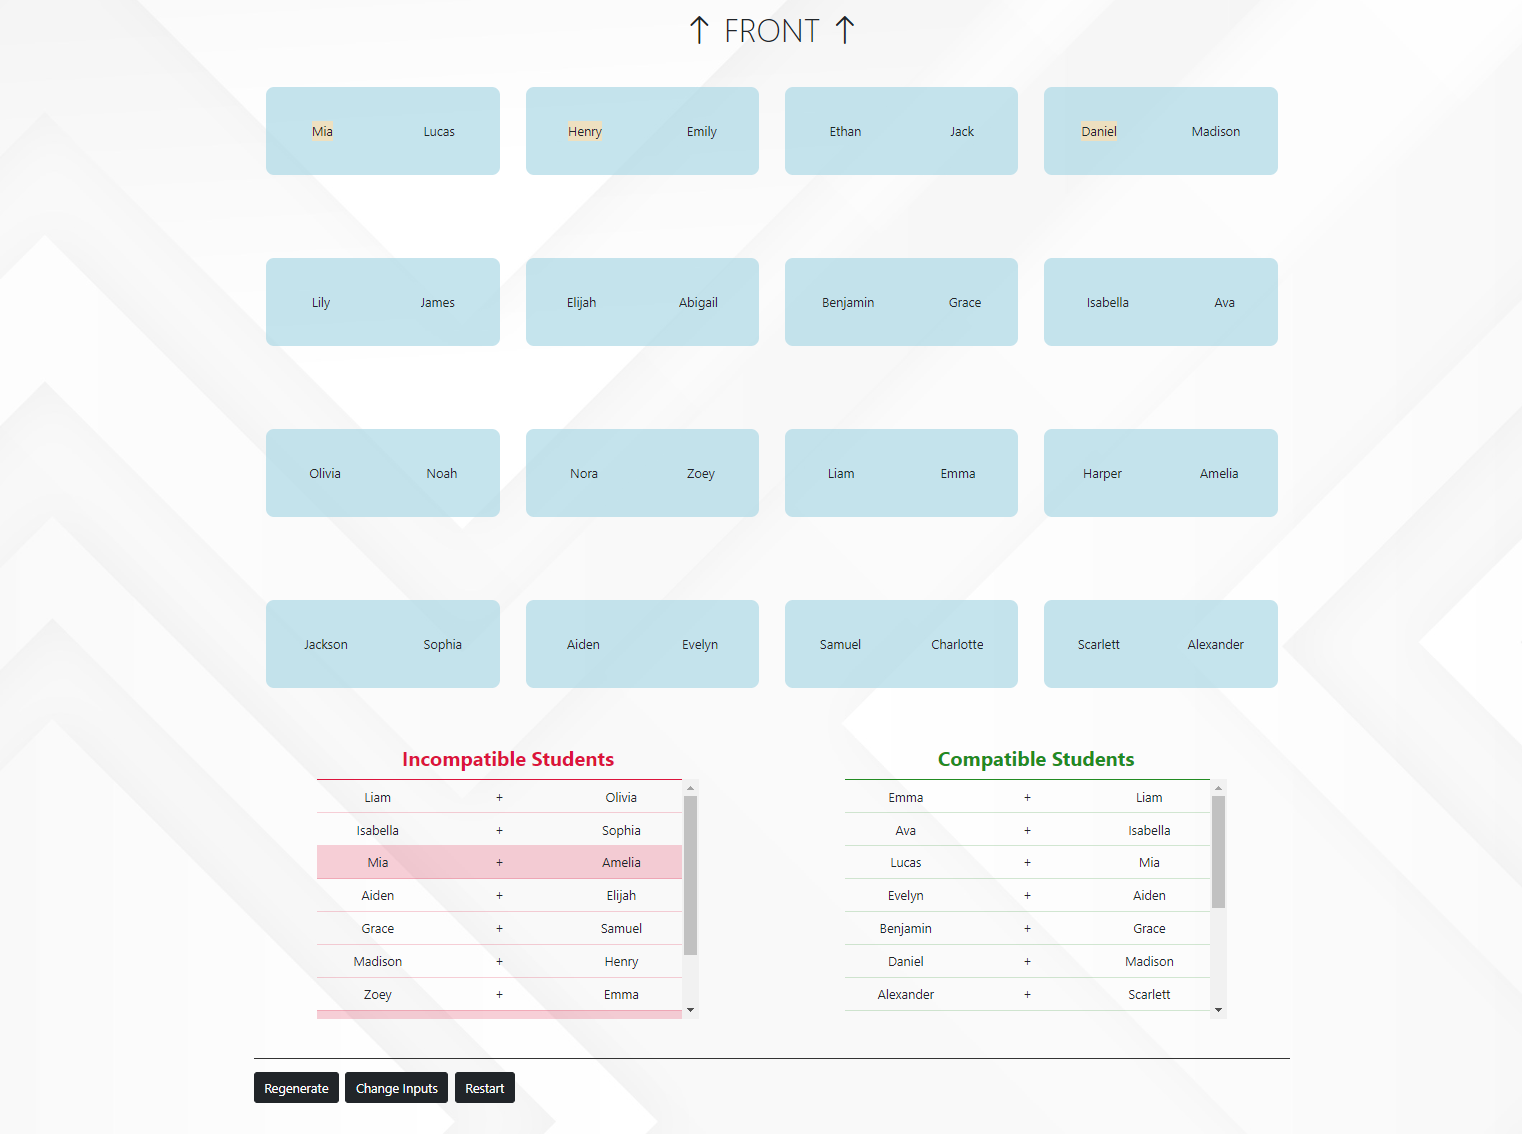 ↑ FRONT ↑
Mia Lucas Henry Emily Ethan Jack Daniel Madison
Lily James Elijah Abigail Benjamin Grace Isabella Ava
Olivia Noah Nora Zoey Liam Emma Harper Amelia
Jackson Sophia Aiden Evelyn Samuel Charlotte Scarlett Alexander
Incompatible Students
Liam + Olivia
Isabella + Sophia
Mia + Amelia
Aiden + Elijah
Grace + Samuel
Madison + Henry
Zoey + Emma
Compatible Students
Emma + Liam
Ava + Isabella
Lucas + Mia
Evelyn + Aiden
Benjamin + Grace
Daniel + Madison
Alexander + Scarlett
Regenerate Change Inputs Restart